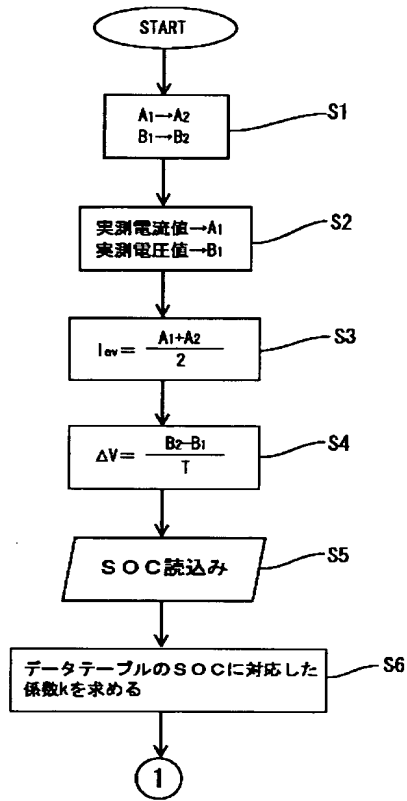 START
A₁→A₂
B₁→B₂
S1
実測電流値→A₁
実測電圧値→B₁
S2
Iav= A₁+A₂ / 2
S3
ΔV= B₂-B₁ / T
S4
SOC読込み
S5
データテーブルのSOCに対応した
係数kを求める
S6
1